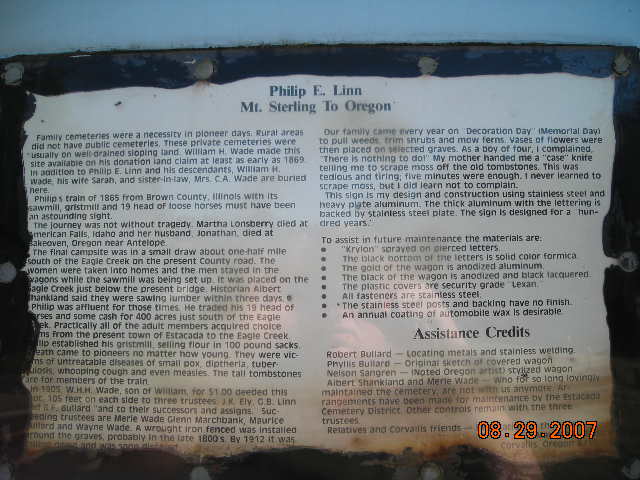 Philip E. Linn
Mt. Sterling To Oregon
Family cemeteries were a necessity in pioneer days. Rural areas
did not have public cemeteries. These private cemeteries were
usually on well-drained sloping land. William H. Wade made this
site available on his donation land claim at least as early as 1869.
In addition to Philip E. Linn and his descendants, William H.
Wade, his wife Sarah, and sister-in-law, Mrs. C.A. Wade are buried
here.
Philip's train of 1865 from Brown County, Illinois with its
sawmill, gristmill and 19 head of loose horses must have been
an astounding sight.
The journey was not without tragedy. Martha Lonsberry died at
American Falls, Idaho and her husband, Jonathan, died at
Bakeoven, Oregon near Antelope.
The final campsite was in a small draw about one-half mile
south of the Eagle Creek on the present County road. The
women were taken into homes and the men stayed in the
wagons while the sawmill was being set up. It was placed on the
Eagle Creek just below the present bridge. Historian Albert
Shankland said they were sawing lumber within three days.
Philip was affluent for those times. He traded his 19 head of
horses and some cash for 400 acres just south of the Eagle
Creek. Practically all of the adult members acquired choice
farms from the present town of Estacada to the Eagle Creek.
Philip established his gristmill, selling flour in 100 pound sacks.
Death came to pioneers no matter how young. They were vic-
tims of untreatable diseases of small pox, diptheria, tuber-
culosis, whooping cough and even measles. The tall tombstones
are for members of the train.
In 1905, W.H.H. Wade, son of William, for $1.00 deeded this
plot, 105 feet on each side to three trustees, J.K. Ely, C.B. Linn
and E.F. Bullard "and to their successors and assigns." Suc-
ceeding trustees are Merle Wade Glenn Marchbank, Maurice
Bullard and Wayne Wade. A wrought iron fenced was installed
around the graves, probably in the late 1800's. By 1912 it was
down and was soon
Our family came every year on "Decoration Day" (Memorial Day)
to pull weeds, trim shrubs and mow ferns. Vases of flowers were
then placed on selected graves. As a boy of four, I complained,
"There is nothing to do!" My mother handed me a "case" knife
telling me to scrape moss off the old tombstones. This was
tedious and tiring; five minutes were enough. I never learned to
scrape moss, but I did learn not to complain.
This sign is my design and construction using stainless steel and
heavy plate aluminum. The thick aluminum with the lettering is
backed by stainless steel plate. The sign is designed for a "hun-
dred years."
To assist in future maintenance the materials are:
● "Krylon" sprayed on pierced letters.
● The black bottom of the letters is solid color formica.
● The gold of the wagon is anodized aluminum.
● The black of the wagon is anodized and black lacquered.
● The plastic covers are security grade "Lexan."
● All fasteners are stainless steel.
● The stainless steel posts and backing have no finish.
● An annual coating of automobile wax is desirable.
Assistance Credits
Robert Bullard — Locating metals and stainless welding
Phyllis Bullard — Original sketch of covered wagon
Nelson Sangren — (Noted Oregon artist) stylized wagon
Albert Shankland and Merle Wade — Who for so long lovingly
maintained the cemetery, are not with us anymore. Ar-
rangements have been made for maintenance by the Estacada
Cemetery District. Other controls remain with the three
trustees.
Relatives and Corvallis friends —
Corvallis, Oregon
08.29.2007